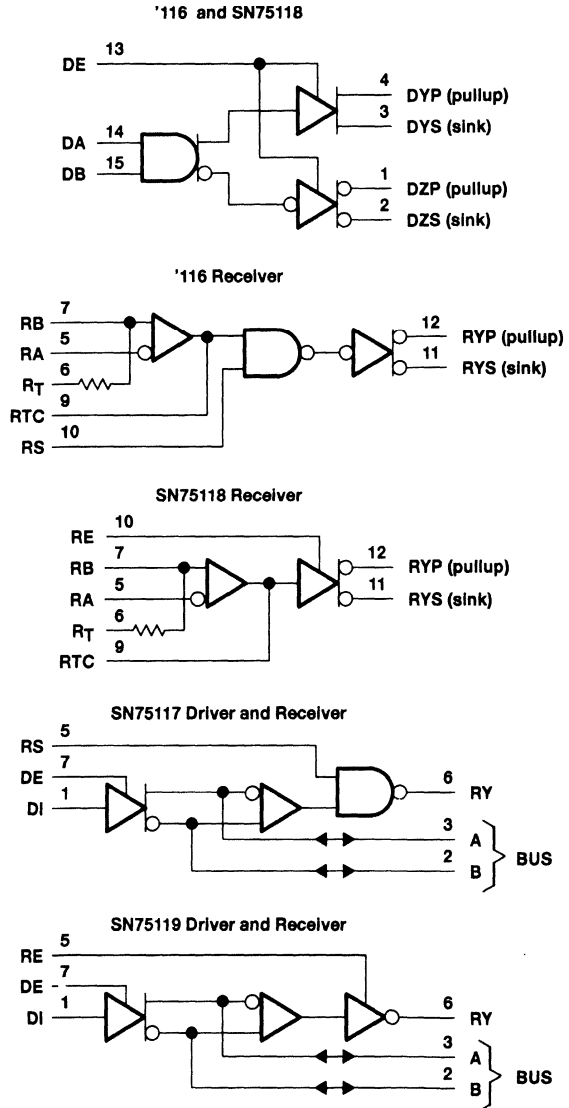 '116 and SN75118
13
DE
4
DYP (pullup)
3
DYS (sink)
14
DA
15
DB
1
DZP (pullup)
2
DZS (sink)
'116 Receiver
7
RB
5
RA
6
RT
9
RTC
10
RS
12
RYP (pullup)
11
RYS (sink)
SN75118 Receiver
10
RE
7
RB
5
RA
6
RT
9
RTC
12
RYP (pullup)
11
RYS (sink)
SN75117 Driver and Receiver
5
RS
7
DE
1
DI
6
RY
3
A
2
B
BUS
SN75119 Driver and Receiver
5
RE
7
DE
1
DI
6
RY
3
A
2
B
BUS